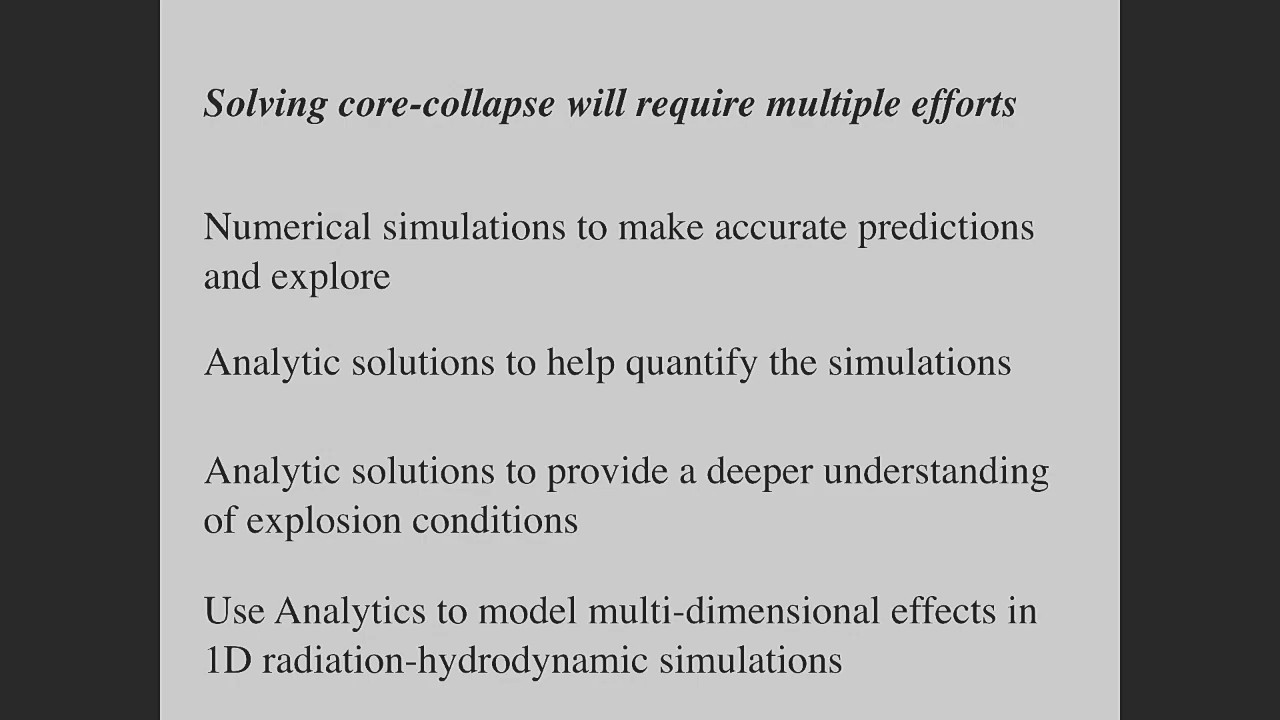 Solving core-collapse will require multiple efforts
Numerical simulations to make accurate predictions
and explore
Analytic solutions to help quantify the simulations
Analytic solutions to provide a deeper understanding
of explosion conditions
Use Analytics to model multi-dimensional effects in
1D radiation-hydrodynamic simulations